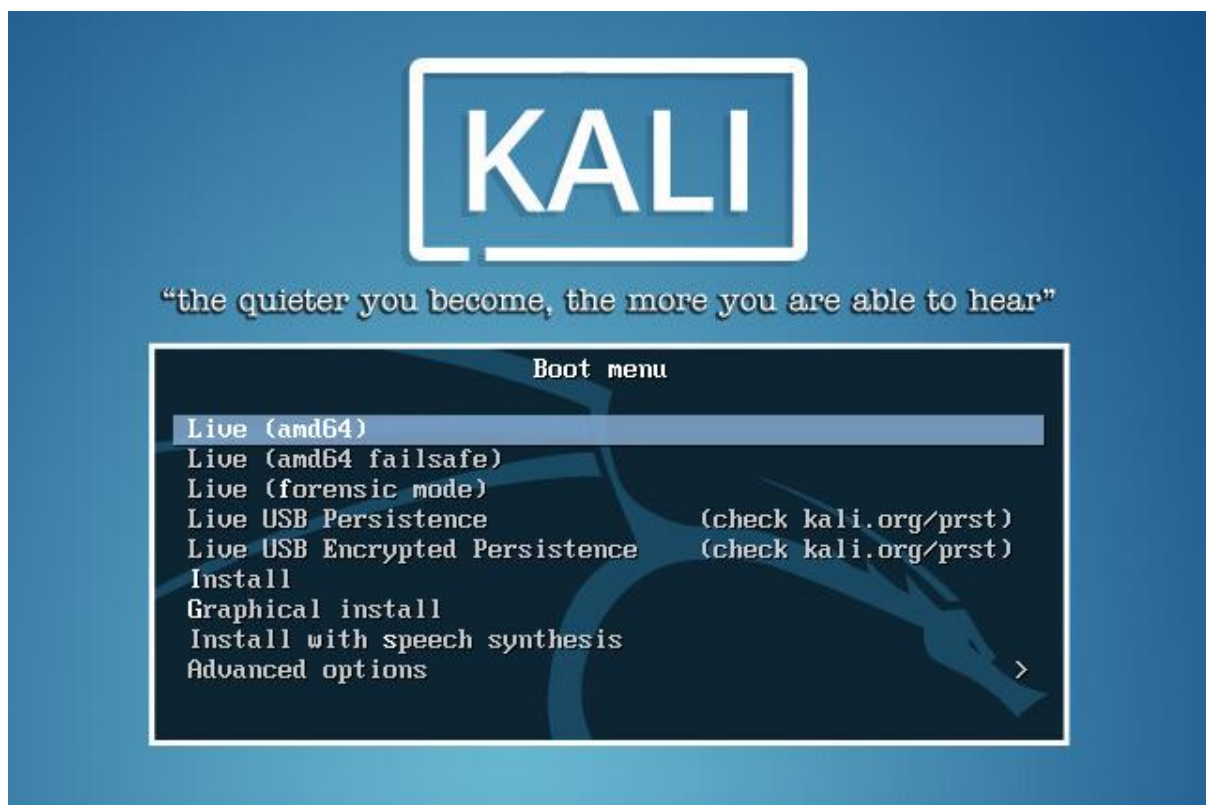 KALI
“the quieter you become, the more you are able to hear”
Boot menu
Live (amd64)
Live (amd64 failsafe)
Live (forensic mode)
Live USB Persistence (check kali.org/prst)
Live USB Encrypted Persistence (check kali.org/prst)
Install
Graphical install
Install with speech synthesis
Advanced options >